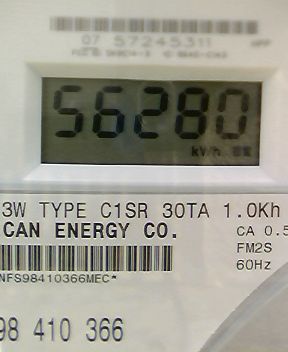 07 57245311
56280
kWh
3W TYPE C1SR 30TA 1.0Kh
CAN ENERGY CO.
CA 0.5
FM2S
NFS98410366MEC*
60Hz
98 410 366